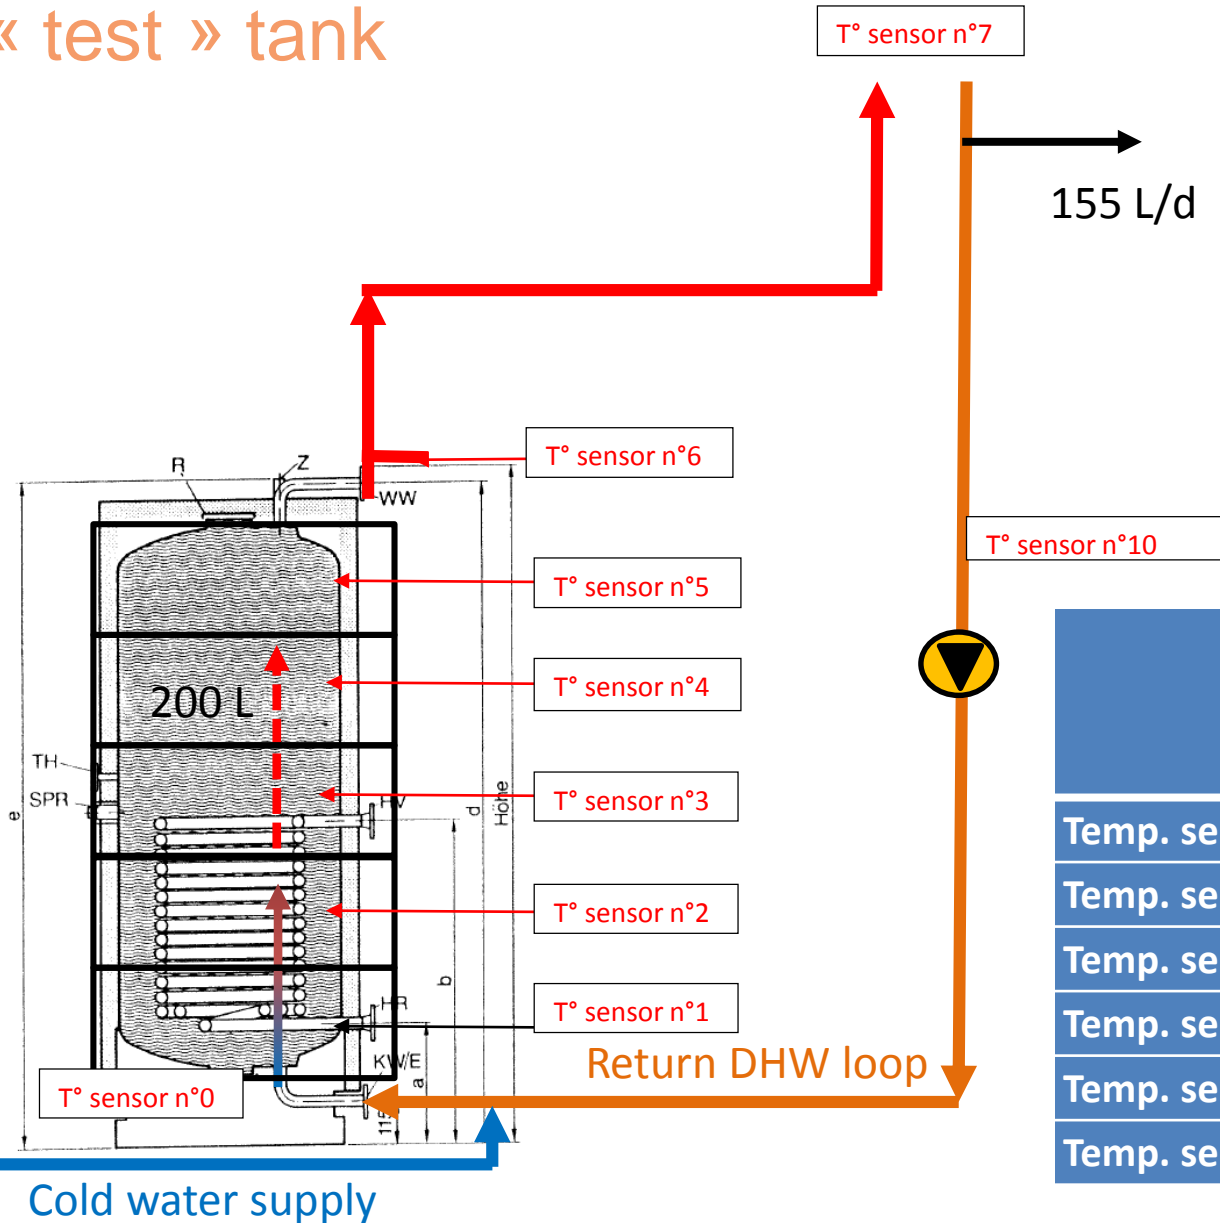 « test » tank
T° sensor n°7
155 L/d
T° sensor n°6
R
Z
WW
T° sensor n°10
T° sensor n°5
T° sensor n°4
200 L
TH
SPR
e
d
Höhe
HV
T° sensor n°3
T° sensor n°2
b
T° sensor n°1
HR
KW/E
a
Return DHW loop
T° sensor n°0
Cold water supply
Temp. se
Temp. se
Temp. se
Temp. se
Temp. se
Temp. se